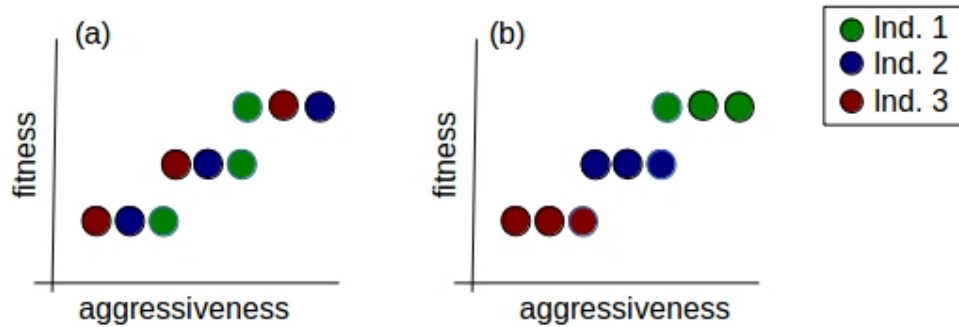 (a)
fitness
aggressiveness
(b)
fitness
aggressiveness
Ind. 1
Ind. 2
Ind. 3